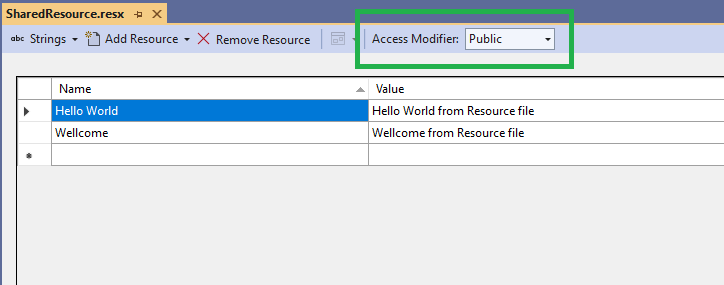 SharedResource.resx
abc Strings Add Resource Remove Resource Access Modifier: Public
Name Value
Hello World Hello World from Resource file
Wellcome Wellcome from Resource file